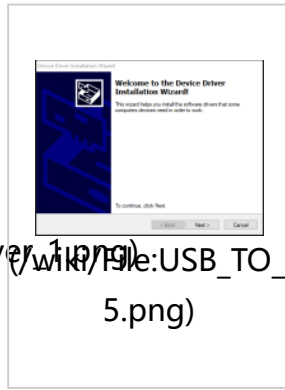 Device Driver Installation Wizard
Welcome to the Device Driver
Installation Wizard!
This wizard helps you install the software drivers that some
computers devices need in order to work.
To continue, click Next.
< Back Next > Cancel
er_1.png)
(/wiki/File:USB_TO_
5.png)